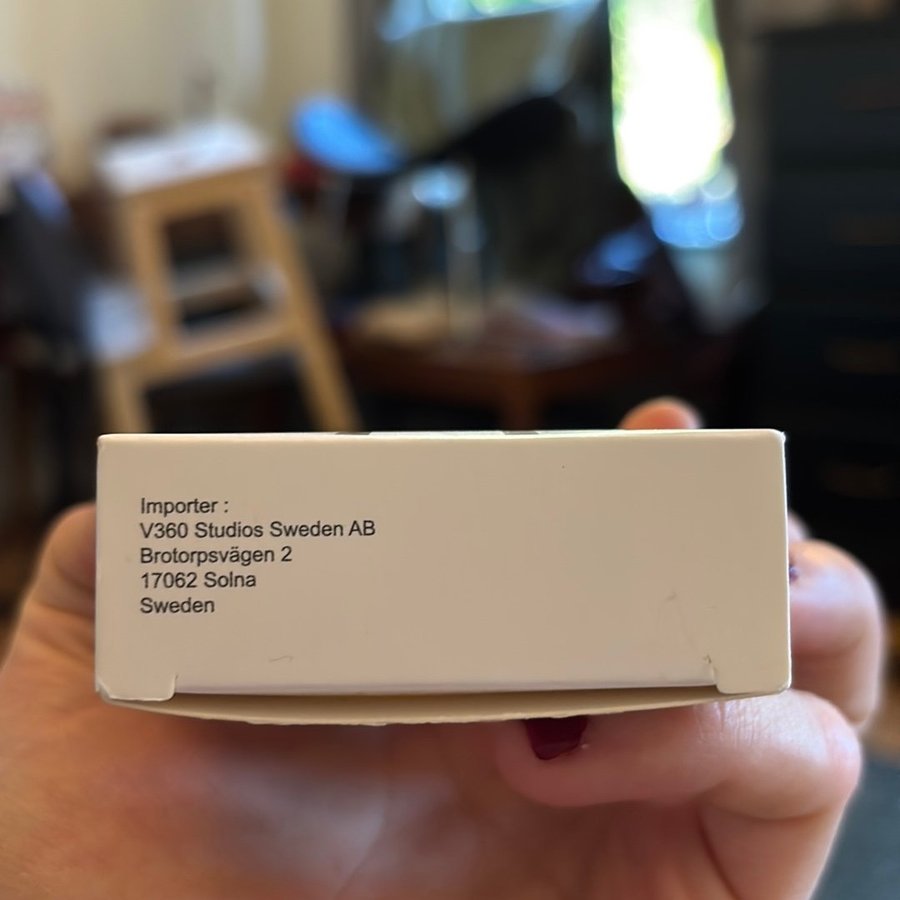 Importer :
V360 Studios Sweden AB
Brotorpsvägen 2
17062 Solna
Sweden